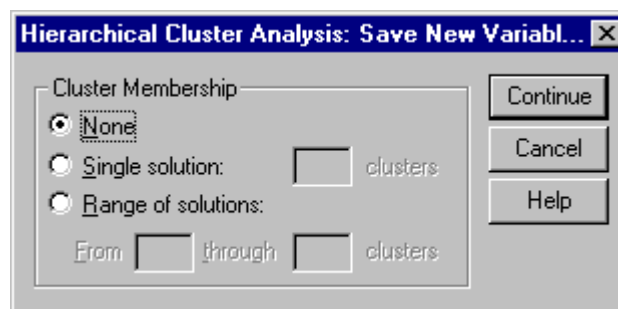 Hierarchical Cluster Analysis: Save New Variabl...
Cluster Membership
None
Single solution: clusters
Range of solutions:
From through clusters
Continue
Cancel
Help